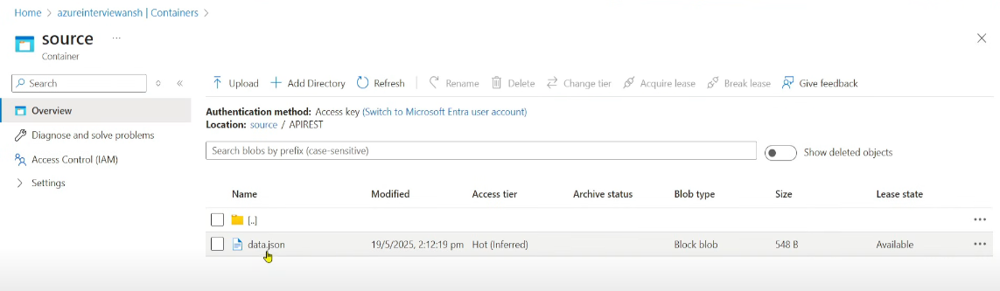 Home > azureinterviewansh | Containers >
source ...
Container
Search
Upload Add Directory Refresh Rename Delete Change tier Acquire lease Break lease Give feedback
Overview
Diagnose and solve problems
Access Control (IAM)
Settings
Authentication method: Access key (Switch to Microsoft Entra user account)
Location: source / APIREST
Search blobs by prefix (case-sensitive)
Show deleted objects
Name Modified Access tier Archive status Blob type Size Lease state
[..]
data.json 19/5/2025, 2:12:19 pm Hot (Inferred) Block blob 548 B Available